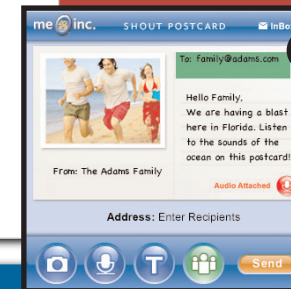 me inc.
SHOUT POSTCARD
InBo
To: family@adams.com
Hello Family,
We are having a blast
here in Florida. Listen
to the sounds of the
ocean on this postcard!
From: The Adams Family
Audio Attached
Address: Enter Recipients
T
Send